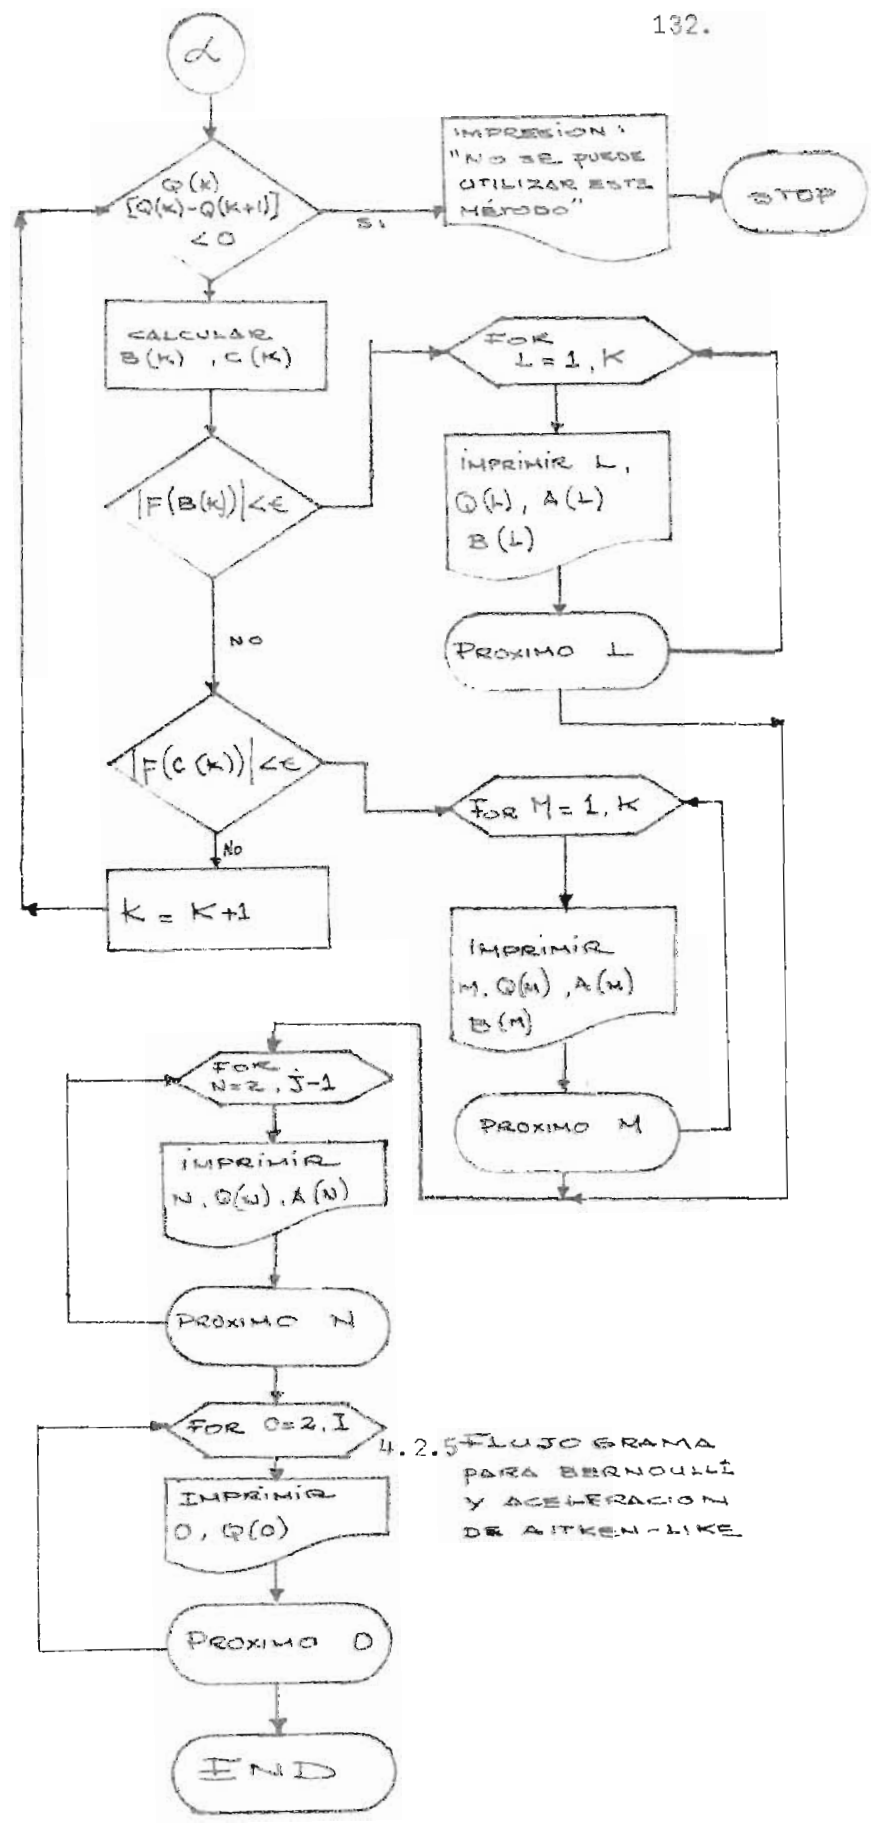 132.
α
Q(K)
[Q(K)-Q(K+1)]
< 0
SI
IMPRESION:
"NO SE PUEDE
UTILIZAR ESTE
MÉTODO"
STOP
CALCULAR
B(K) , C(K)
FOR
L=1, K
|F(B(K))|<ε
IMPRIMIR L,
Q(L), A(L)
B(L)
NO
PROXIMO L
|F(C(K))|<ε
FOR M=1, K
NO
K = K+1
IMPRIMIR
M, Q(M), A(M)
B(M)
FOR
N=2, J-1
PROXIMO M
IMPRIMIR
N, Q(N), A(N)
PROXIMO N
FOR O=2, I
4.2.5 FLUJOGRAMA
PARA BERNOULLI
Y ACELERACION
DE AITKEN-LIKE
IMPRIMIR
O, Q(O)
PROXIMO O
END